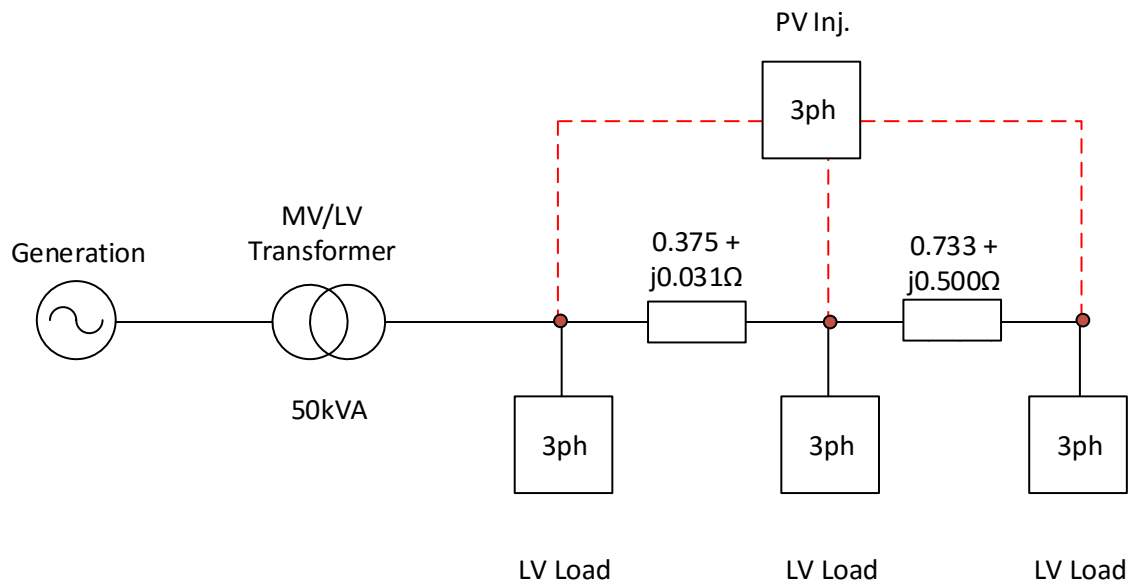 PV Inj.
3ph
Generation
MV/LV
Transformer
50kVA
0.375 +
j0.031Ω
0.733 +
j0.500Ω
3ph
3ph
3ph
LV Load
LV Load
LV Load